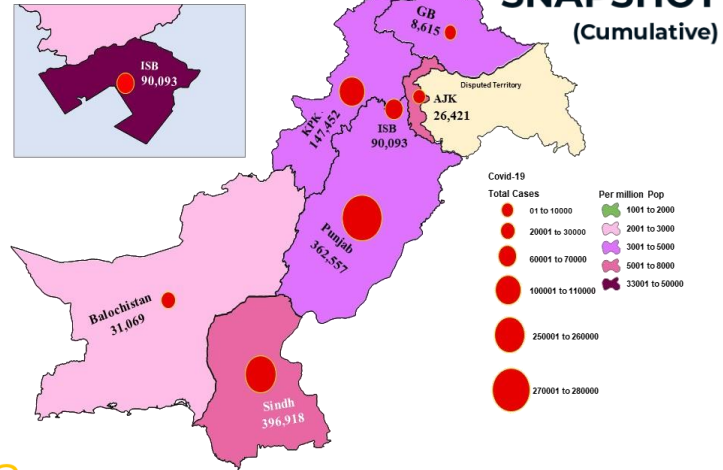 SNAPSHOT
(Cumulative)
ISB
90,093
GB
8,615
KPK
147,452
ISB
90,093
Disputed Territory
AJK
26,421
Punjab
362,557
Balochistan
31,069
Sindh
396,918
Covid-19
Total Cases
01 to 10000
20001 to 30000
60001 to 70000
100001 to 110000
250001 to 260000
270001 to 280000
Per million Pop
1001 to 2000
2001 to 3000
3001 to 5000
5001 to 8000
33001 to 50000